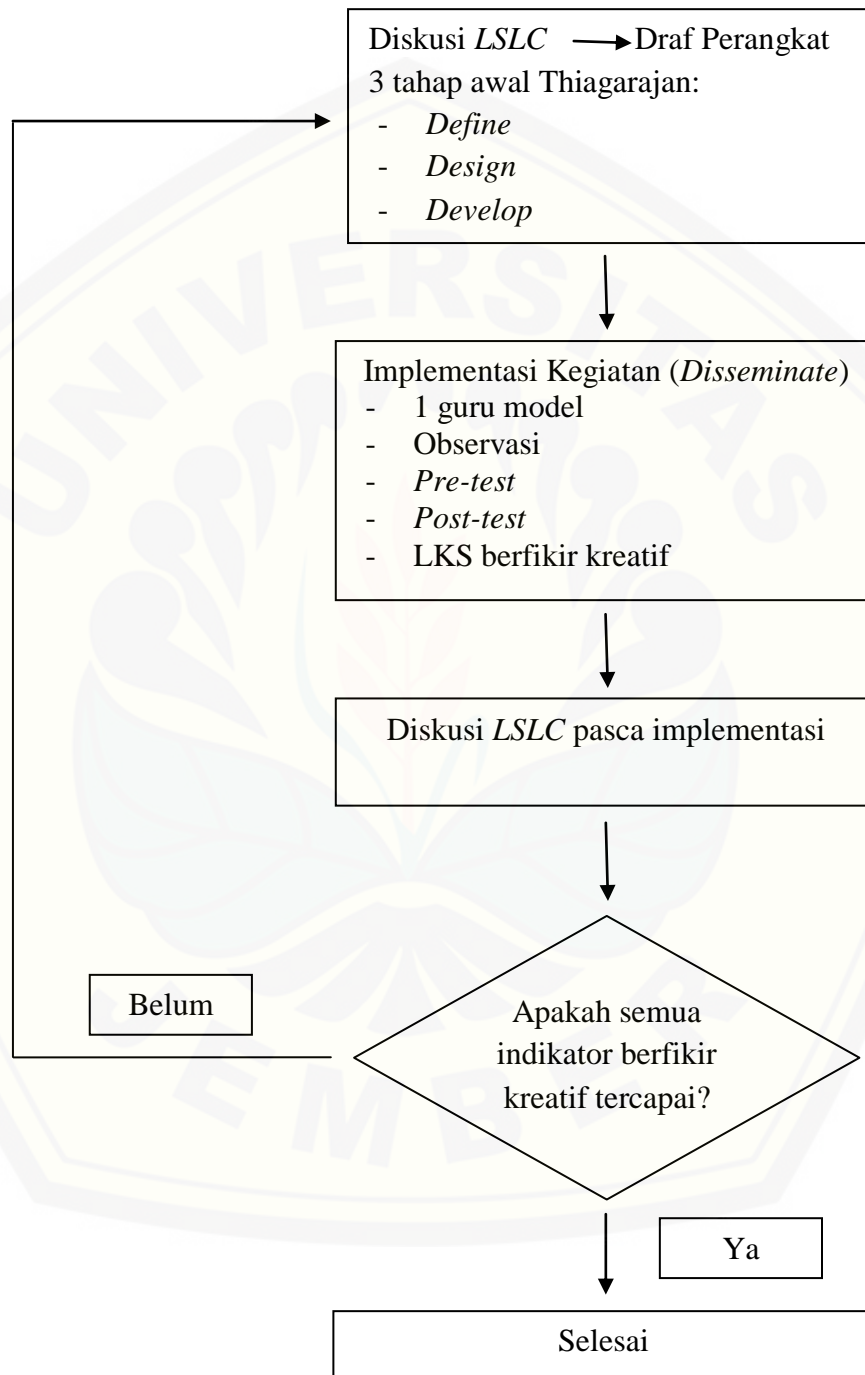 Diskusi LSLC → Draf Perangkat
3 tahap awal Thiagarajan:
- Define
- Design
- Develop
Implementasi Kegiatan (Disseminate)
- 1 guru model
- Observasi
- Pre-test
- Post-test
- LKS berfikir kreatif
Diskusi LSLC pasca implementasi
Belum
Apakah semua
indikator berfikir
kreatif tercapai?
Ya
Selesai
UNIVERSITAS
JEMBER